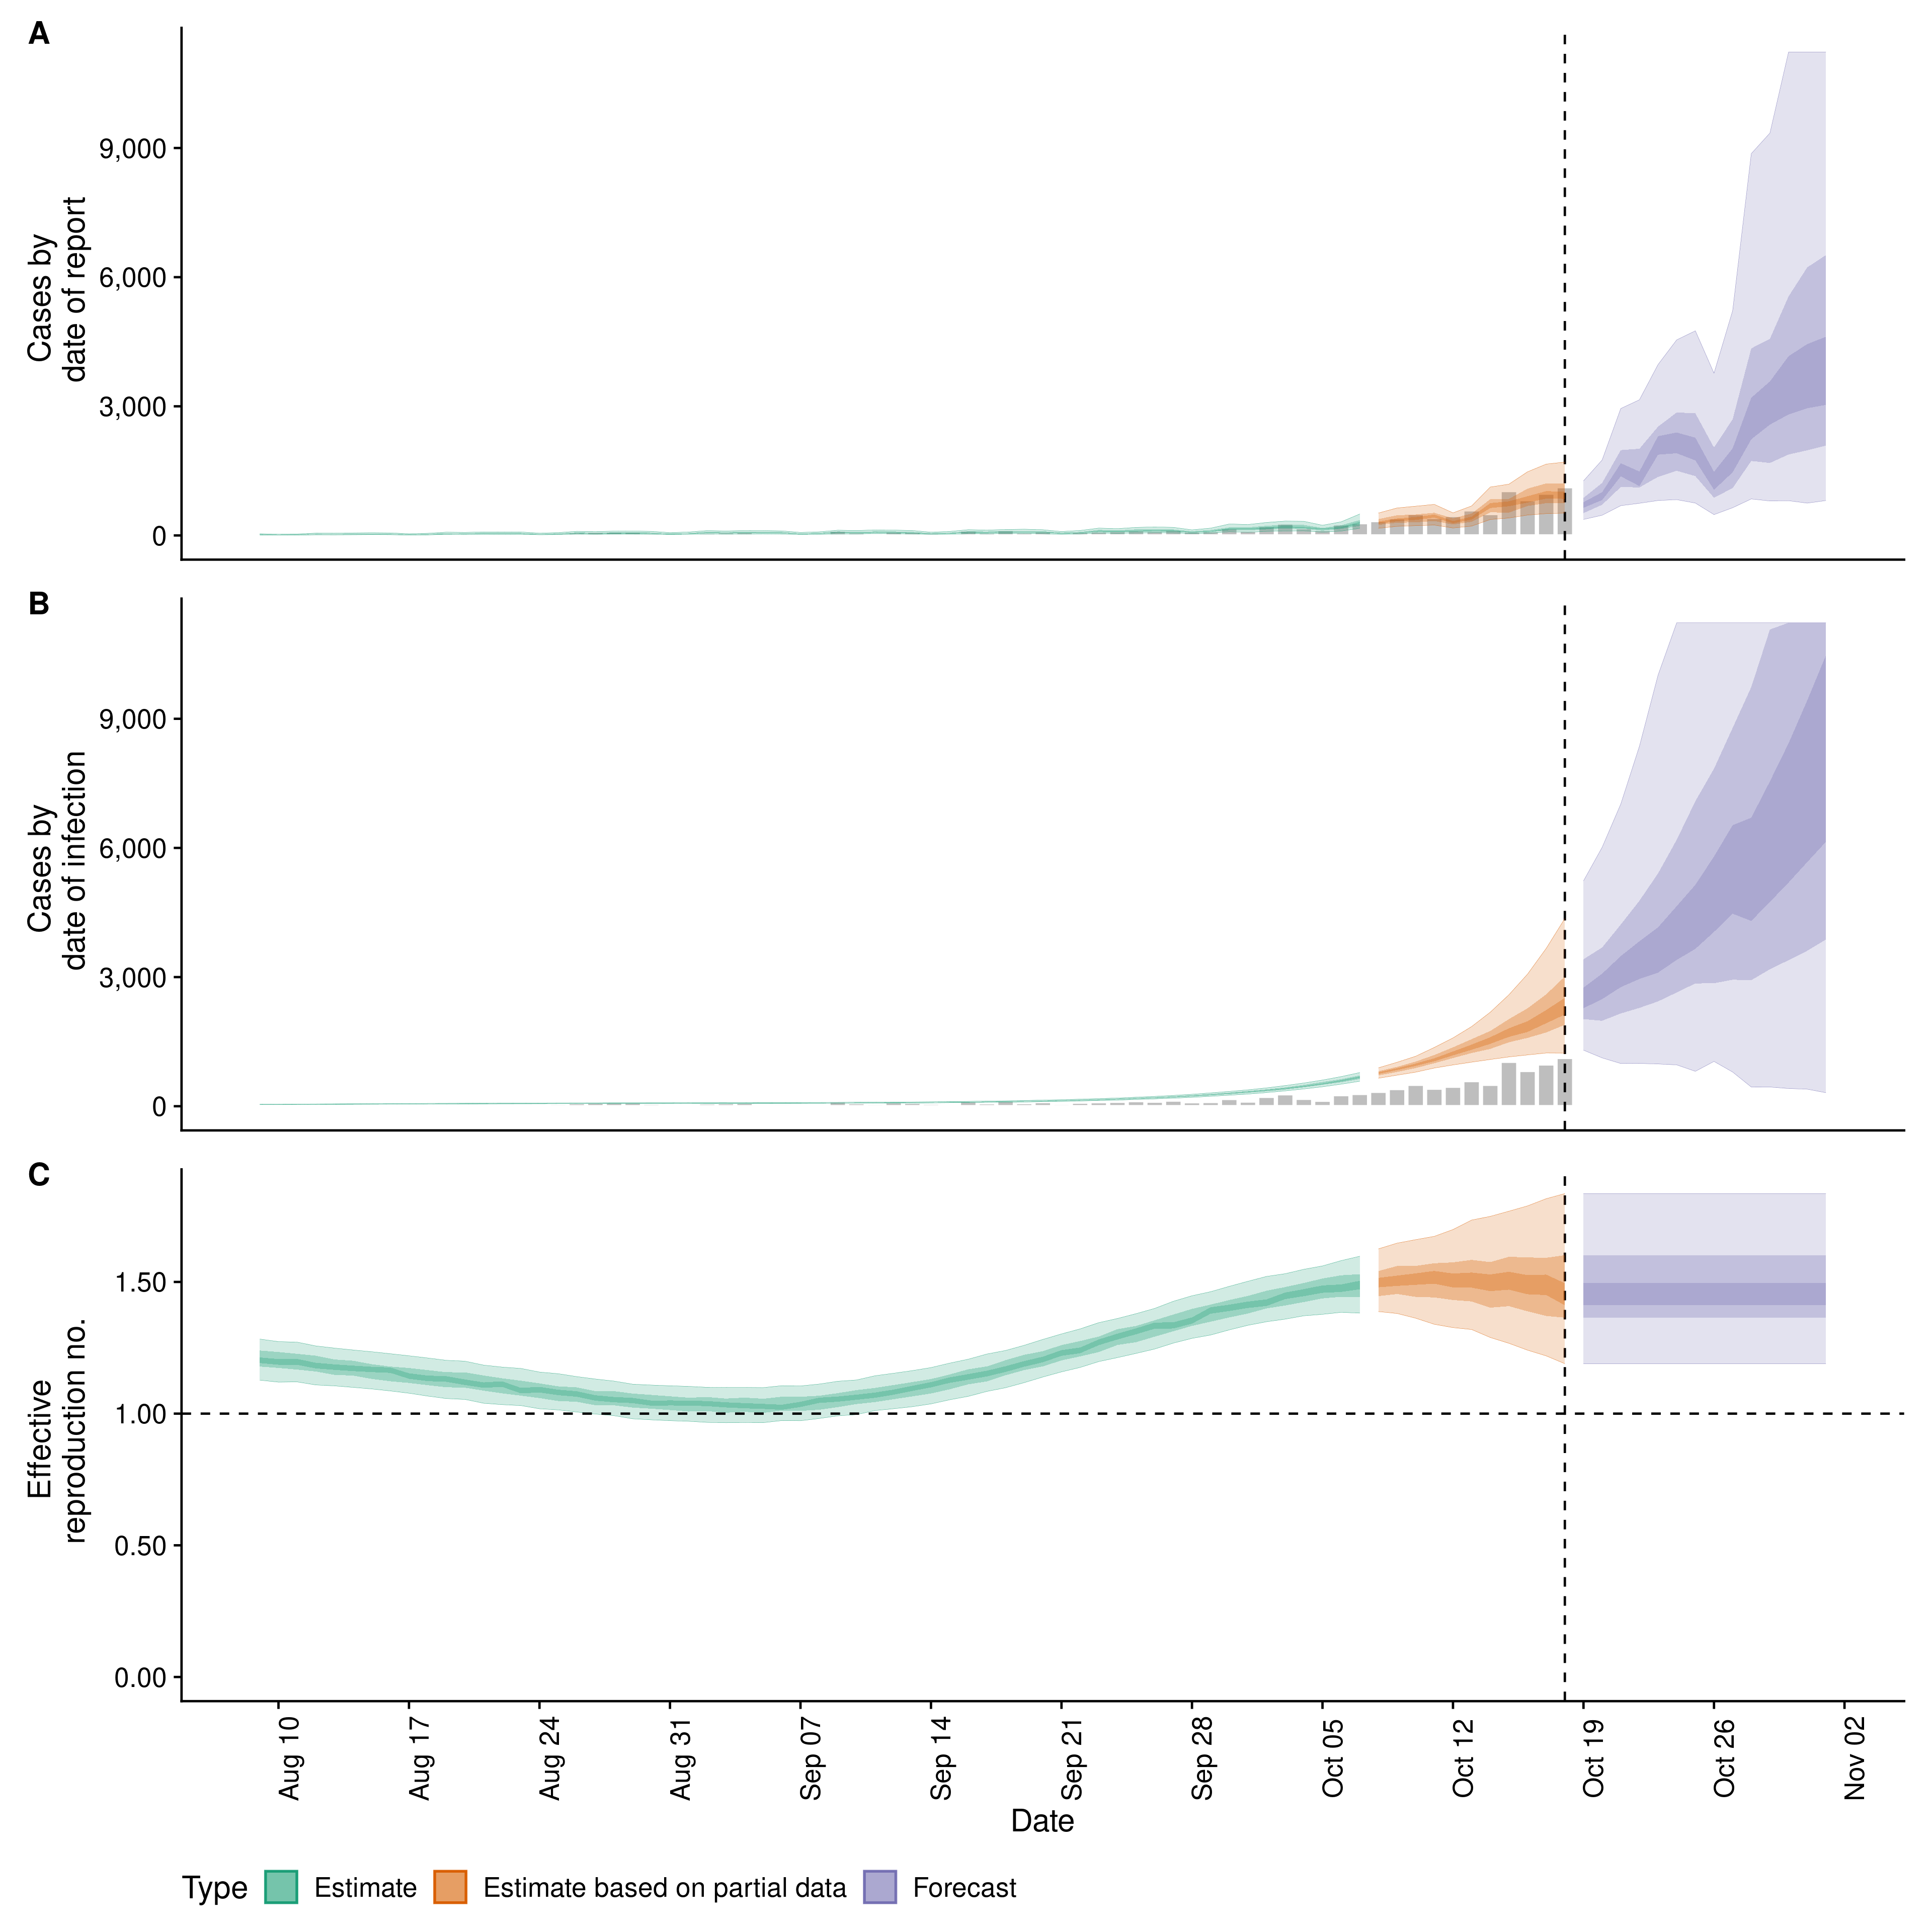 A
Cases by
date of report
9,000
6,000
3,000
0
B
Cases by
date of infection
9,000
6,000
3,000
0
C
Effective
reproduction no.
1.50
1.00
0.50
0.00
Aug 10
Aug 17
Aug 24
Aug 31
Sep 07
Sep 14
Sep 21
Sep 28
Oct 05
Oct 12
Oct 19
Oct 26
Nov 02
Date
Type Estimate Estimate based on partial data Forecast